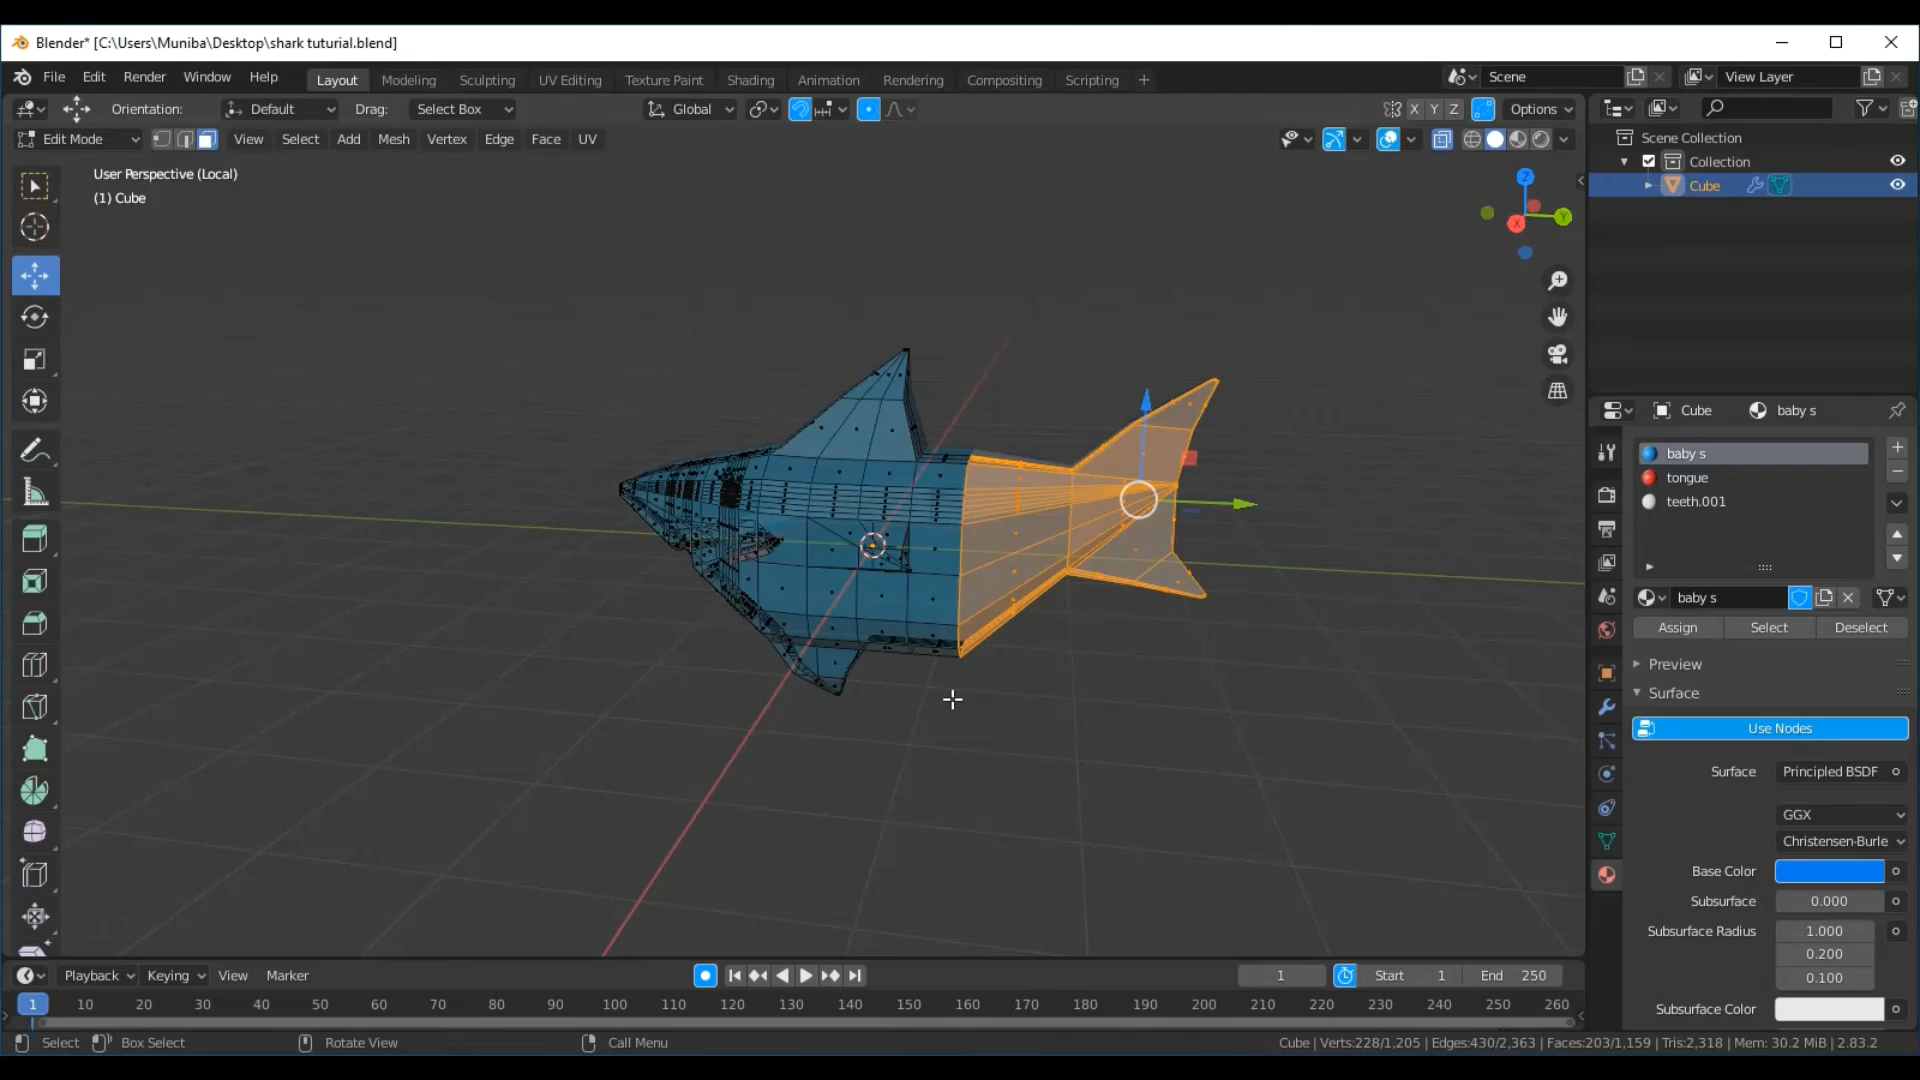 Blender* [C:\Users\Muniba\Desktop\shark tuturial.blend]
File Edit Render Window Help
Layout Modeling Sculpting UV Editing Texture Paint Shading Animation Rendering Compositing Scripting +
Scene
View Layer
Orientation: Default Drag: Select Box Global X Y Z Options
Edit Mode View Select Add Mesh Vertex Edge Face UV
User Perspective (Local)
(1) Cube
Z
Y
X
Scene Collection
Collection
Cube
Cube baby s
baby s
tongue
teeth.001
baby s
Assign Select Deselect
Preview
Surface
Use Nodes
Surface Principled BSDF
GGX
Christensen-Burle
Base Color
Subsurface 0.000
Subsurface Radius 1.000
0.200
0.100
Subsurface Color
Playback Keying View Marker 1 Start 1 End 250
1 10 20 30 40 50 60 70 80 90 100 110 120 130 140 150 160 170 180 190 200 210 220 230 240 250 260
Select Box Select Rotate View Call Menu Cube | Verts:228/1,205 | Edges:430/2,363 | Faces:203/1,159 | Tris:2,318 | Mem: 30.2 MiB | 2.83.2